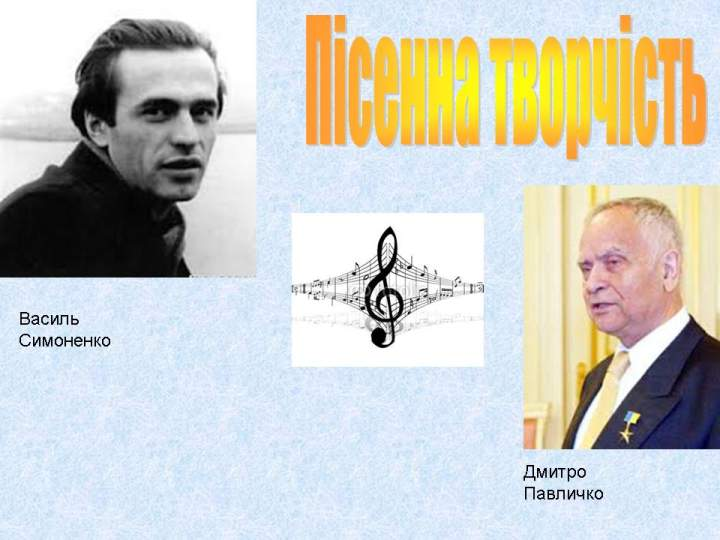 Пісенна творчість
Василь
Симоненко
Дмитро
Павличко